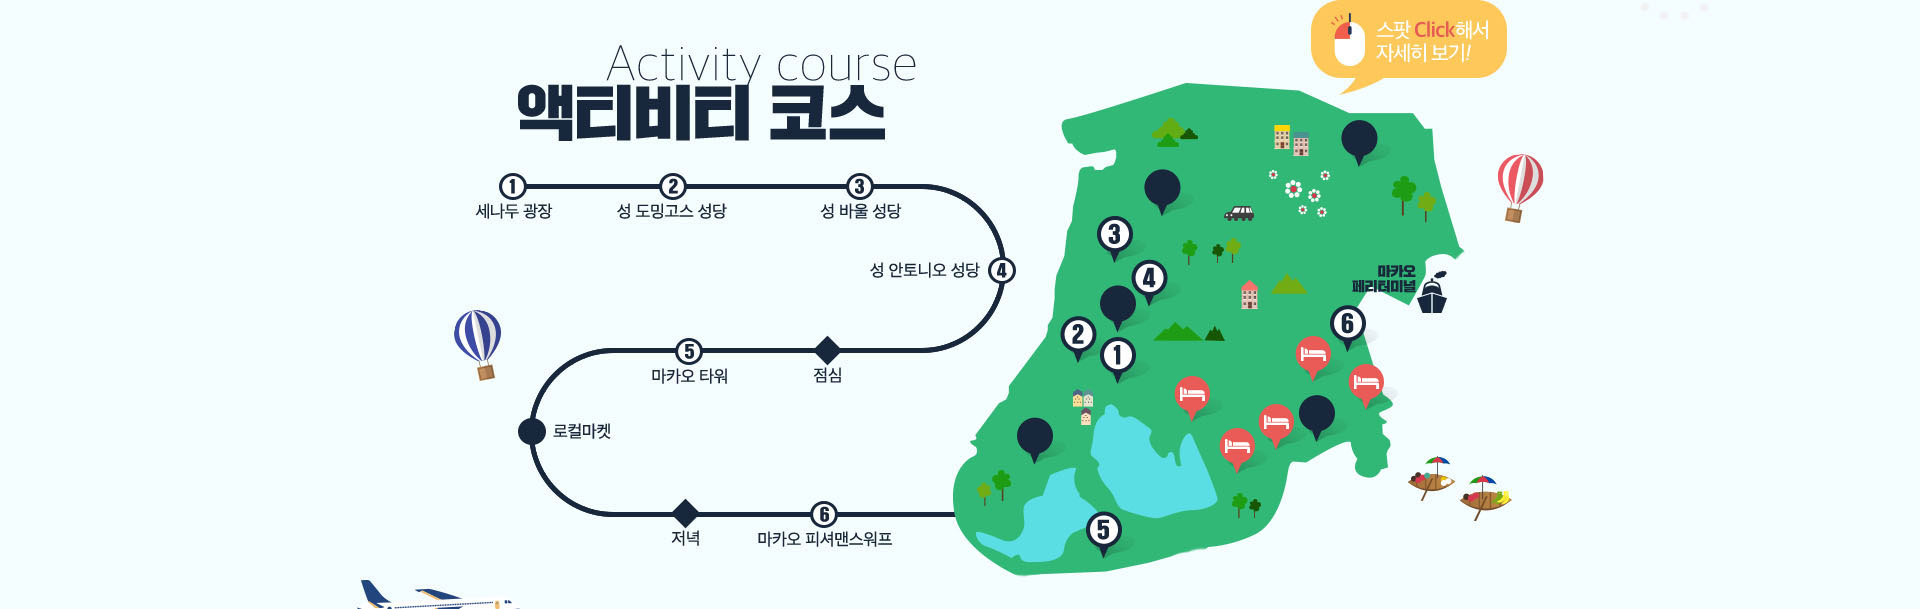 스팟 Click해서
자세히 보기!
Activity course
액티비티 코스
1 2 3
세나두 광장 성 도밍고스 성당 성 바울 성당
성 안토니오 성당 4
5
마카오 타워 점심
로컬마켓
6
저녁 마카오 피셔맨스워프
3
4
마카오
페리터미널
6
2
1
5